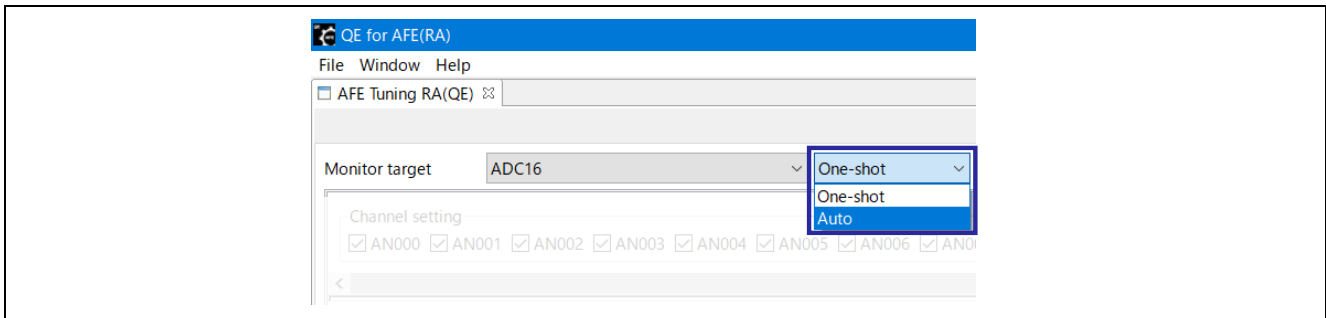 QE for AFE(RA)
File Window Help
AFE Tuning RA(QE)
Monitor target ADC16 One-shot
One-shot
Auto
Channel setting
AN000 AN001 AN002 AN003 AN004 AN005 AN006